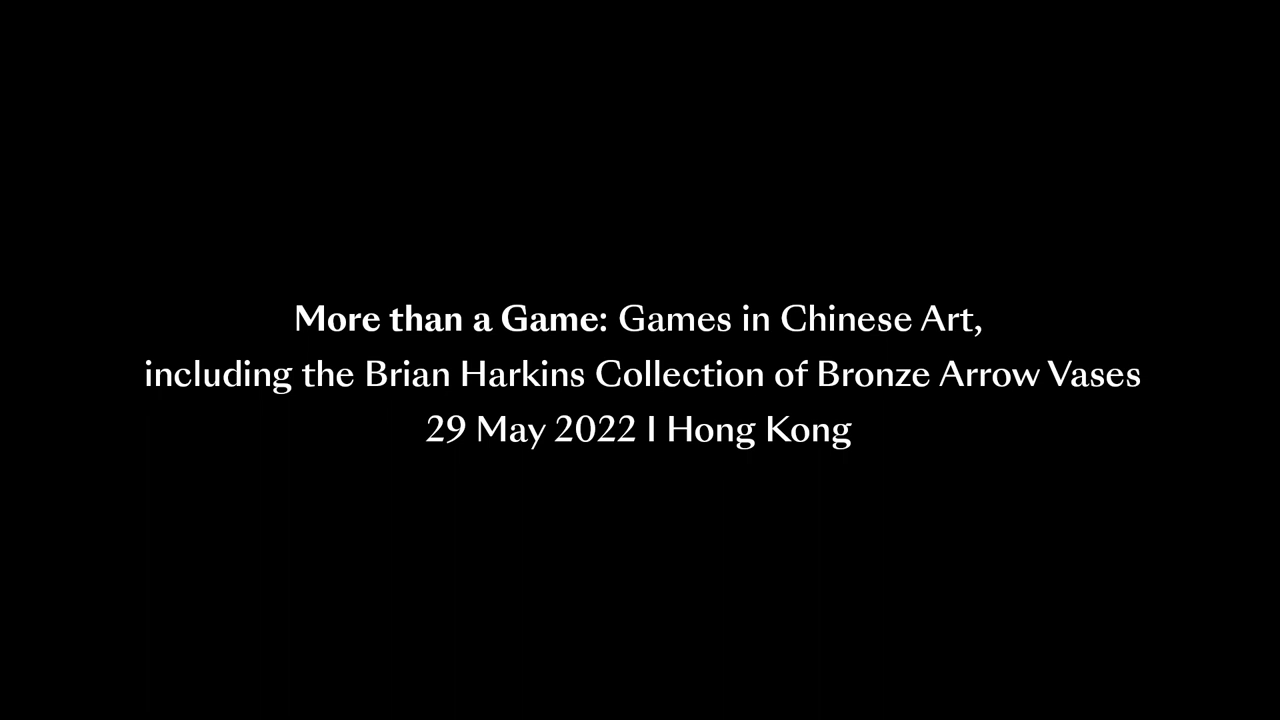 More than a Game: Games in Chinese Art,
including the Brian Harkins Collection of Bronze Arrow Vases
29 May 2022 I Hong Kong